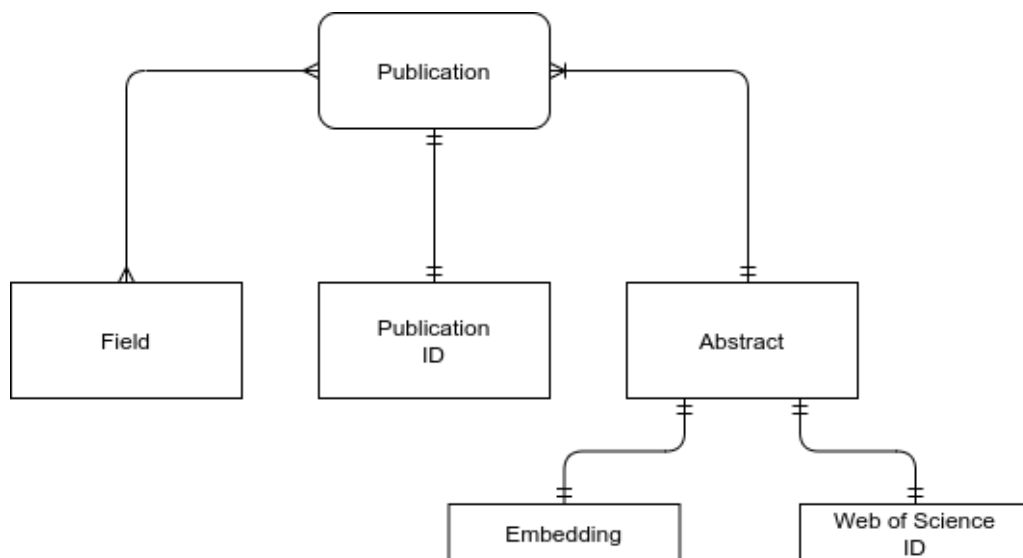 Publication
Field
Publication
ID
Abstract
Embedding
Web of Science
ID